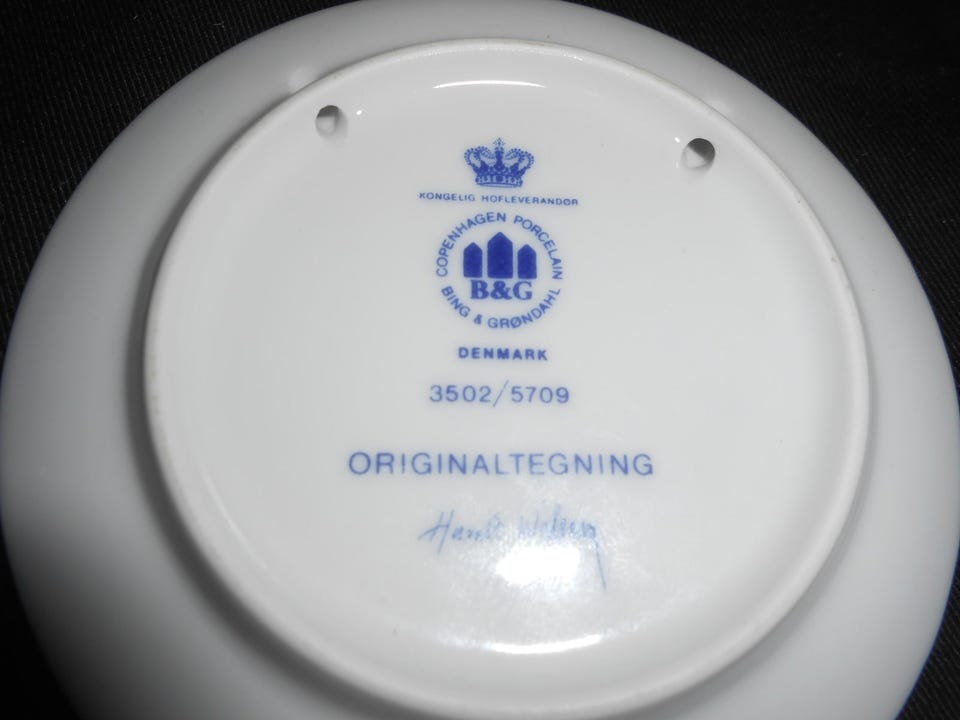 KONGELIG HOFLEVERANDØR
COPENHAGEN PORCELAIN
B&G
BING & GRØNDAHL
DENMARK
3502/5709
ORIGINALTEGNING